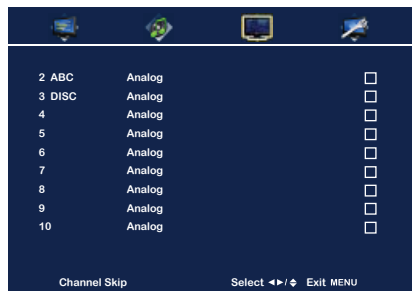 2 ABC Analog
3 DISC Analog
4 Analog
5 Analog
6 Analog
7 Analog
8 Analog
9 Analog
10 Analog
Channel Skip Select ◄►/◆ Exit MENU